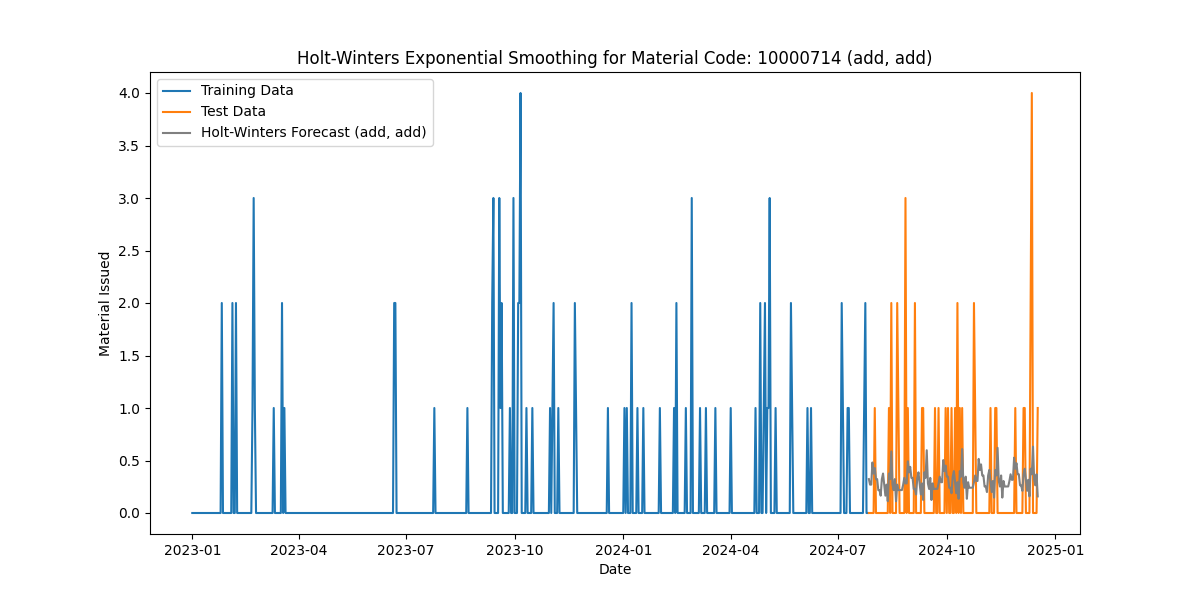 Holt-Winters Exponential Smoothing for Material Code: 10000714 (add, add)
Training Data
Test Data
Holt-Winters Forecast (add, add)
4.0
3.5
3.0
2.5
2.0
1.5
1.0
0.5
0.0
Material Issued
2023-01 2023-04 2023-07 2023-10 2024-01 2024-04 2024-07 2024-10 2025-01
Date